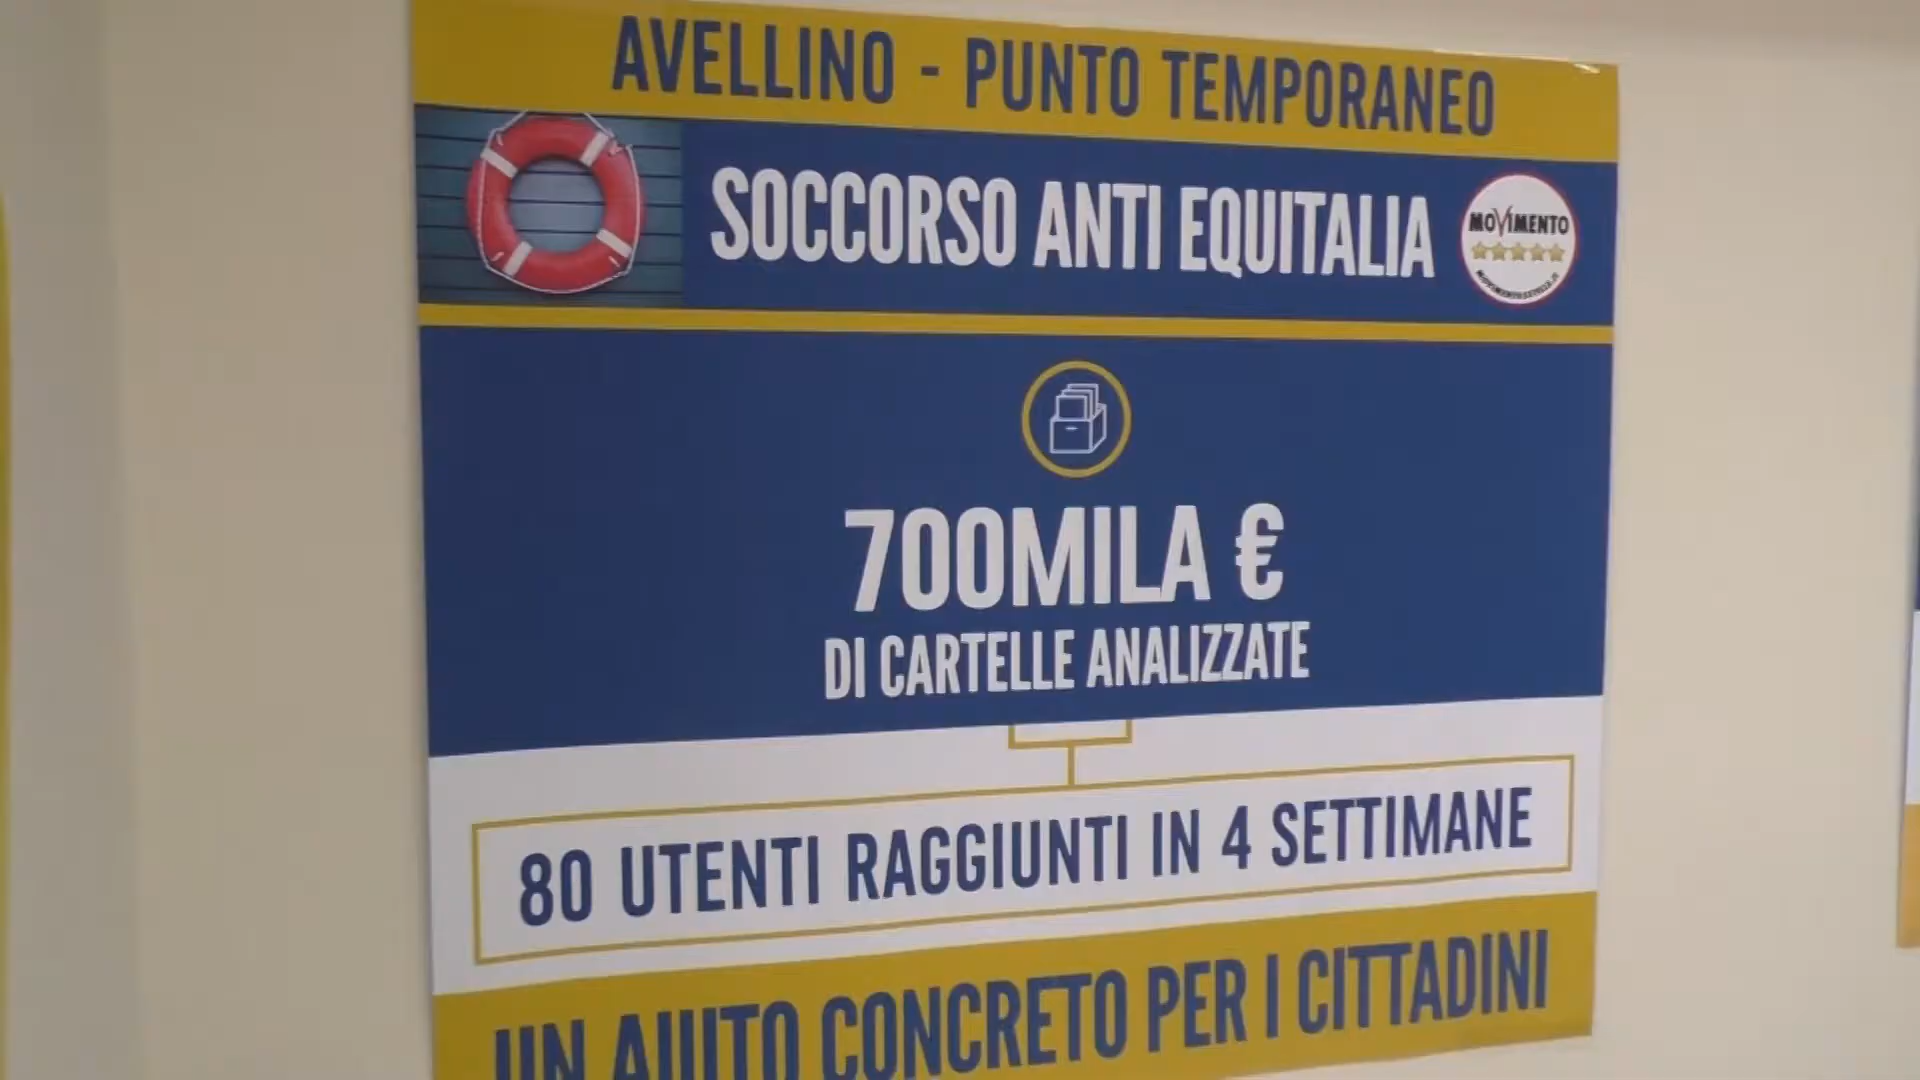 AVELLINO - PUNTO TEMPORANEO
SOCCORSO ANTI EQUITALIA
MOVIMENTO
700MILA €
DI CARTELLE ANALIZZATE
80 UTENTI RAGGIUNTI IN 4 SETTIMANE
UN AIUTO CONCRETO PER I CITTADINI